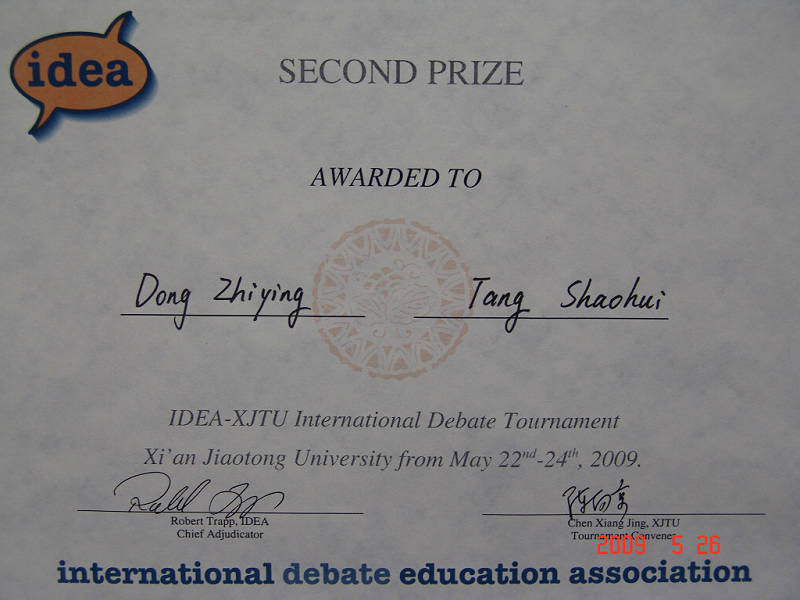 idea
SECOND PRIZE
AWARDED TO
Dong Zhiying Tang Shaohui
IDEA-XJTU International Debate Tournament
Xi'an Jiaotong University from May 22nd-24th, 2009.
Robert Trapp, IDEA
Chief Adjudicator
Chen Xiang Jing, XJTU
Tournament Convener
2009 5 26
international debate education association